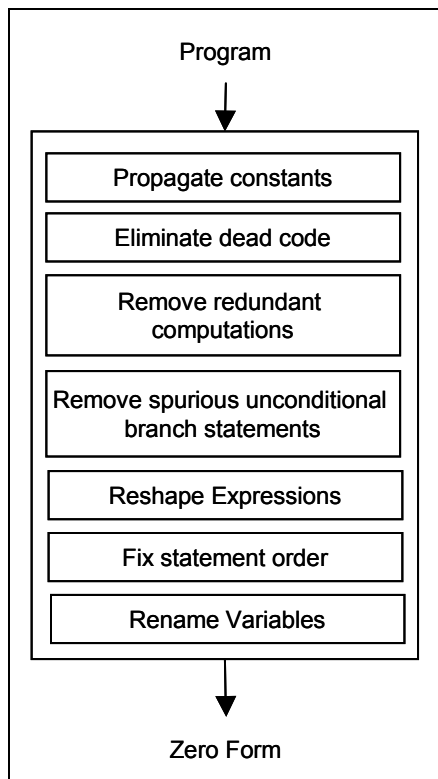 Program
Propagate constants
Eliminate dead code
Remove redundant
computations
Remove spurious unconditional
branch statements
Reshape Expressions
Fix statement order
Rename Variables
Zero Form